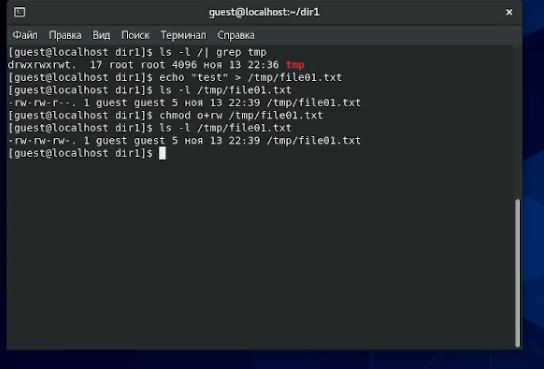 guest@localhost:~/dir1
Файл Правка Вид Поиск Терминал Справка
[guest@localhost dir1]$ ls -l /| grep tmp
drwxrwxrwt.  17 root root 4096 ноя 13 22:36 tmp
[guest@localhost dir1]$ echo "test" > /tmp/file01.txt
[guest@localhost dir1]$ ls -l /tmp/file01.txt
-rw-rw-r--. 1 guest guest 5 ноя 13 22:39 /tmp/file01.txt
[guest@localhost dir1]$ chmod o+rw /tmp/file01.txt
[guest@localhost dir1]$ ls -l /tmp/file01.txt
-rw-rw-rw-. 1 guest guest 5 ноя 13 22:39 /tmp/file01.txt
[guest@localhost dir1]$